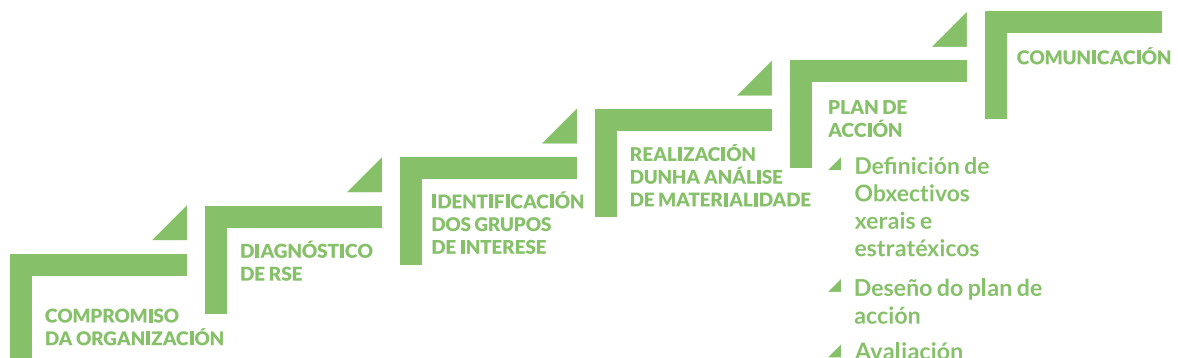 COMPROMISO
DA ORGANIZACIÓN
DIAGNÓSTICO
DE RSE
IDENTIFICACIÓN
DOS GRUPOS
DE INTERESE
REALIZACIÓN
DUNHA ANÁLISE
DE MATERIALIDADE
PLAN DE
ACCIÓN
Definición de
Obxectivos
xerais e
estratéxicos
Deseño do plan de
acción
Avaliación
COMUNICACIÓN